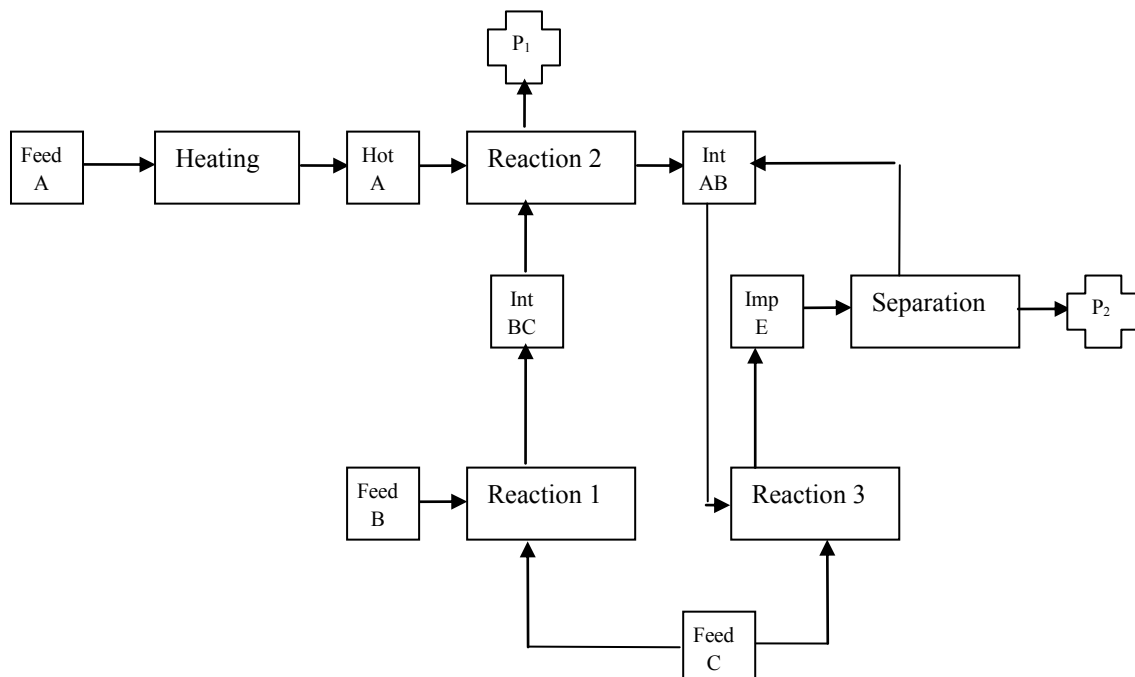 P₁
Feed
A
Heating
Hot
A
Reaction 2
Int
AB
Int
BC
Imp
E
Separation
P₂
Feed
B
Reaction 1
Reaction 3
Feed
C